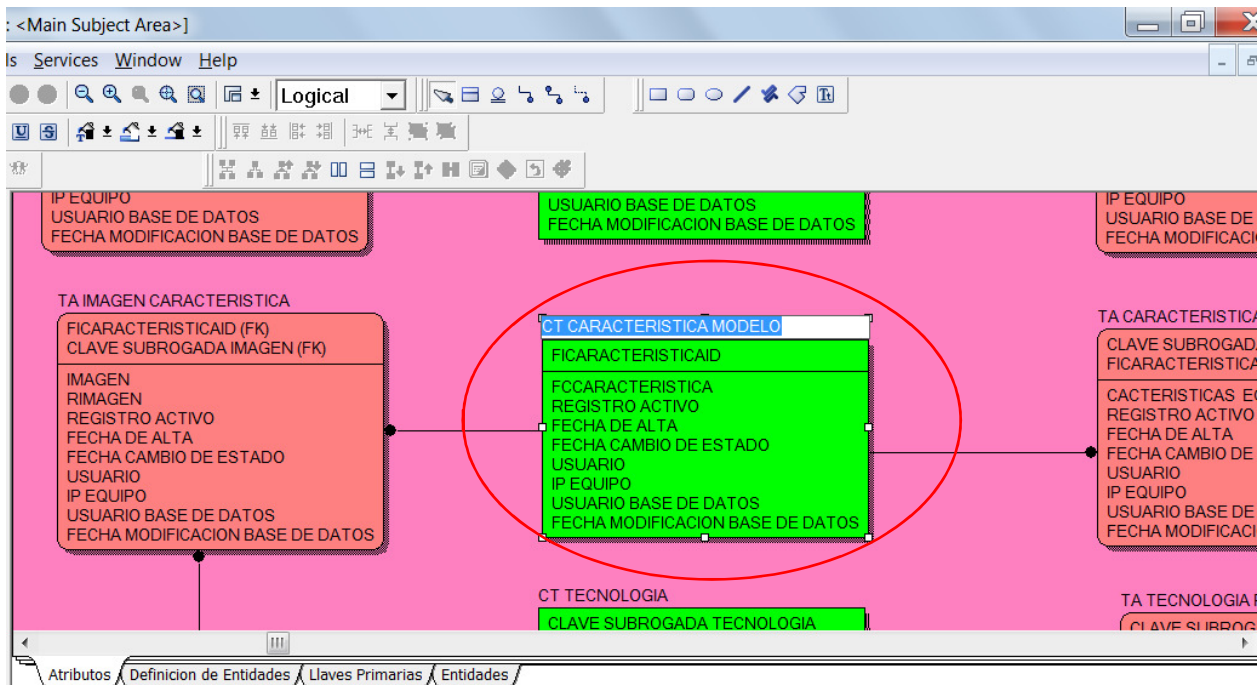 : <Main Subject Area>]
ls Services Window Help
Logical
IP EQUIPO
USUARIO BASE DE DATOS
FECHA MODIFICACION BASE DE DATOS
USUARIO BASE DE DATOS
FECHA MODIFICACION BASE DE DATOS
IP EQUIPO
USUARIO BASE DE
FECHA MODIFICACI
TA IMAGEN CARACTERISTICA
FICARACTERISTICAID (FK)
CLAVE SUBROGADA IMAGEN (FK)
IMAGEN
RIMAGEN
REGISTRO ACTIVO
FECHA DE ALTA
FECHA CAMBIO DE ESTADO
USUARIO
IP EQUIPO
USUARIO BASE DE DATOS
FECHA MODIFICACION BASE DE DATOS
CT CARACTERISTICA MODELO
FICARACTERISTICAID
FCCARACTERISTICA
REGISTRO ACTIVO
FECHA DE ALTA
FECHA CAMBIO DE ESTADO
USUARIO
IP EQUIPO
USUARIO BASE DE DATOS
FECHA MODIFICACION BASE DE DATOS
TA CARACTERISTICA
CLAVE SUBROGADA
FICARACTERISTICA
CACTERISTICAS EQ
REGISTRO ACTIVO
FECHA DE ALTA
FECHA CAMBIO DE
USUARIO
IP EQUIPO
USUARIO BASE DE
FECHA MODIFICACI
CT TECNOLOGIA
CLAVE SUBROGADA TECNOLOGIA
TA TECNOLOGIA
CLAVE SUBROG
Atributos Definicion de Entidades Llaves Primarias Entidades